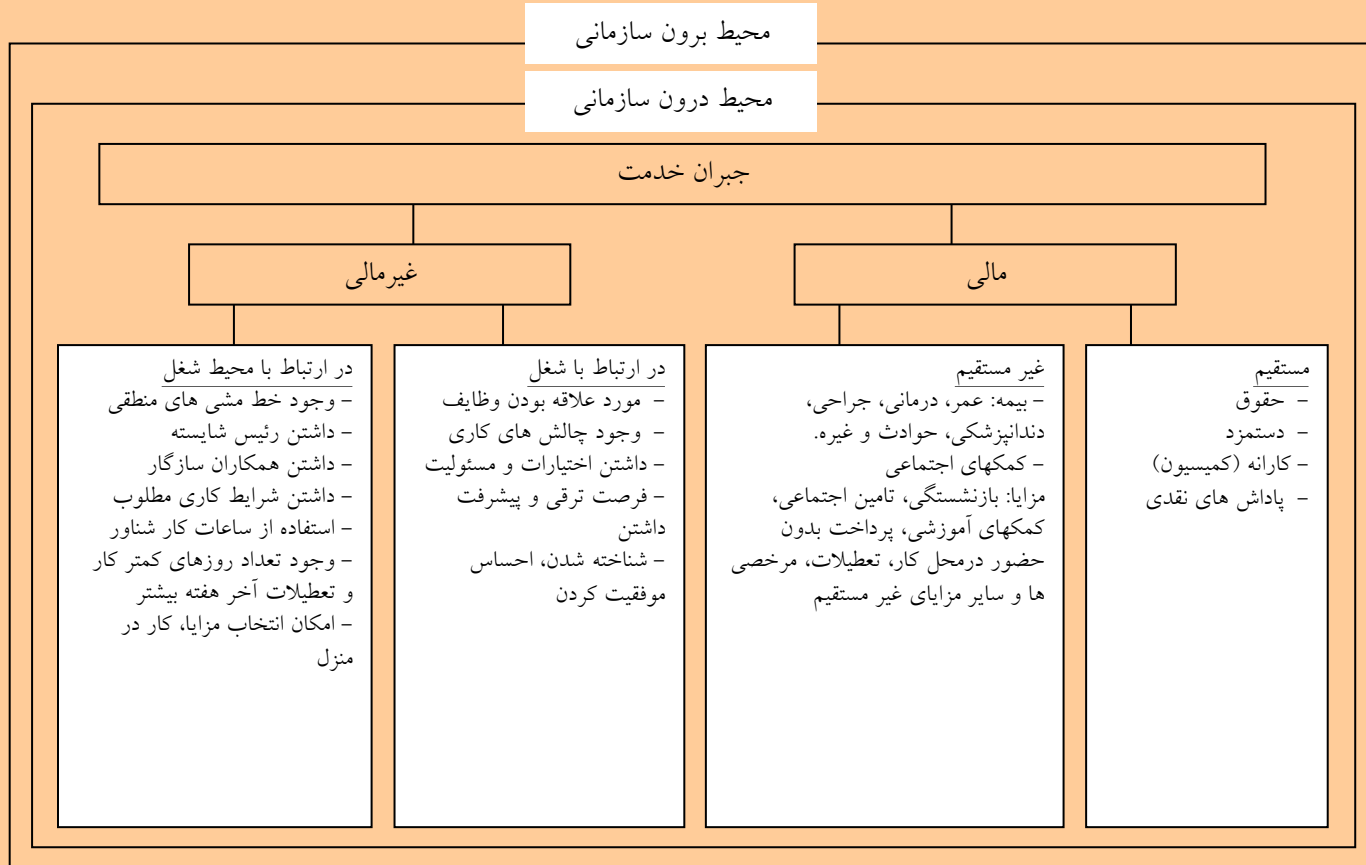 محیط برون سازمانی
محیط درون سازمانی
جبران خدمت
مالی
غیرمالی
مستقیم
- حقوق
- دستمزد
- کارانه (کمیسیون)
- پاداش های نقدی
غیر مستقیم
- بیمه: عمر، درمانی، جراحی،
دندانپزشکی، حوادث و غیره.
- کمکهای اجتماعی
مزایا: بازنشستگی، تامین اجتماعی،
کمکهای آموزشی، پرداخت بدون
حضور درمحل کار، تعطیلات، مرخصی
ها و سایر مزایای غیر مستقیم
در ارتباط با شغل
- مورد علاقه بودن وظایف
- وجود چالش های کاری
- داشتن اختیارات و مسئولیت
- فرصت ترقی و پیشرفت
داشتن
- شناخته شدن، احساس
موفقیت کردن
در ارتباط با محیط شغل
- وجود خط مشی های منطقی
- داشتن رئیس شایسته
- داشتن همکاران سازگار
- داشتن شرایط کاری مطلوب
- استفاده از ساعات کار شناور
- وجود تعداد روزهای کمتر کار
و تعطیلات آخر هفته بیشتر
- امکان انتخاب مزایا، کار در
منزل